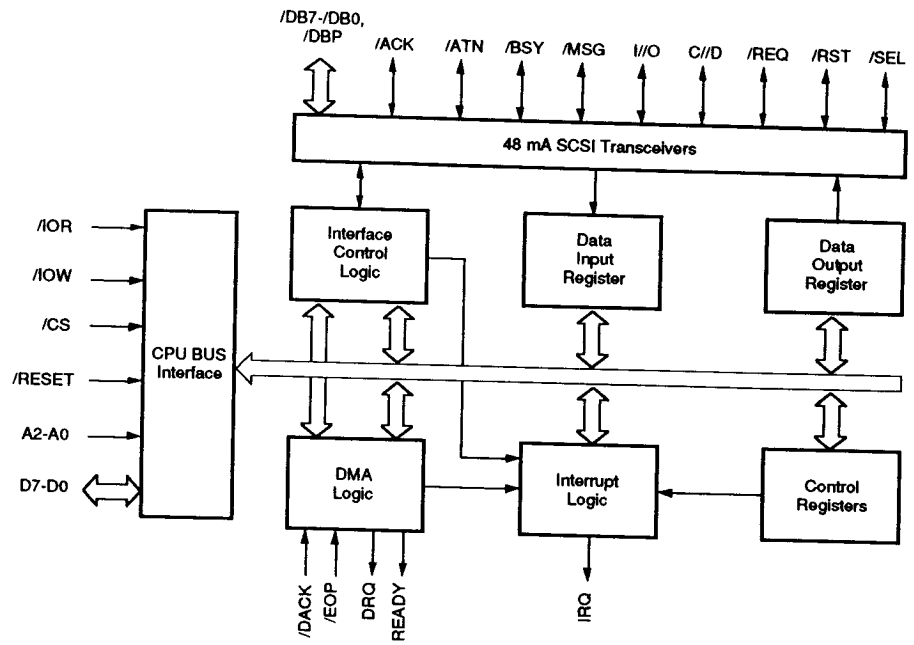 /DB7-/DB0,
/DBP
/ACK
/ATN
/BSY
/MSG
I//O
C//D
/REQ
/RST
/SEL
48 mA SCSI Transceivers
/IOR
/IOW
/CS
/RESET
A2-A0
D7-D0
CPU BUS
Interface
Interface
Control
Logic
Data
Input
Register
Data
Output
Register
DMA
Logic
Interrupt
Logic
Control
Registers
/DACK
/EOP
DRQ
READY
IRQ